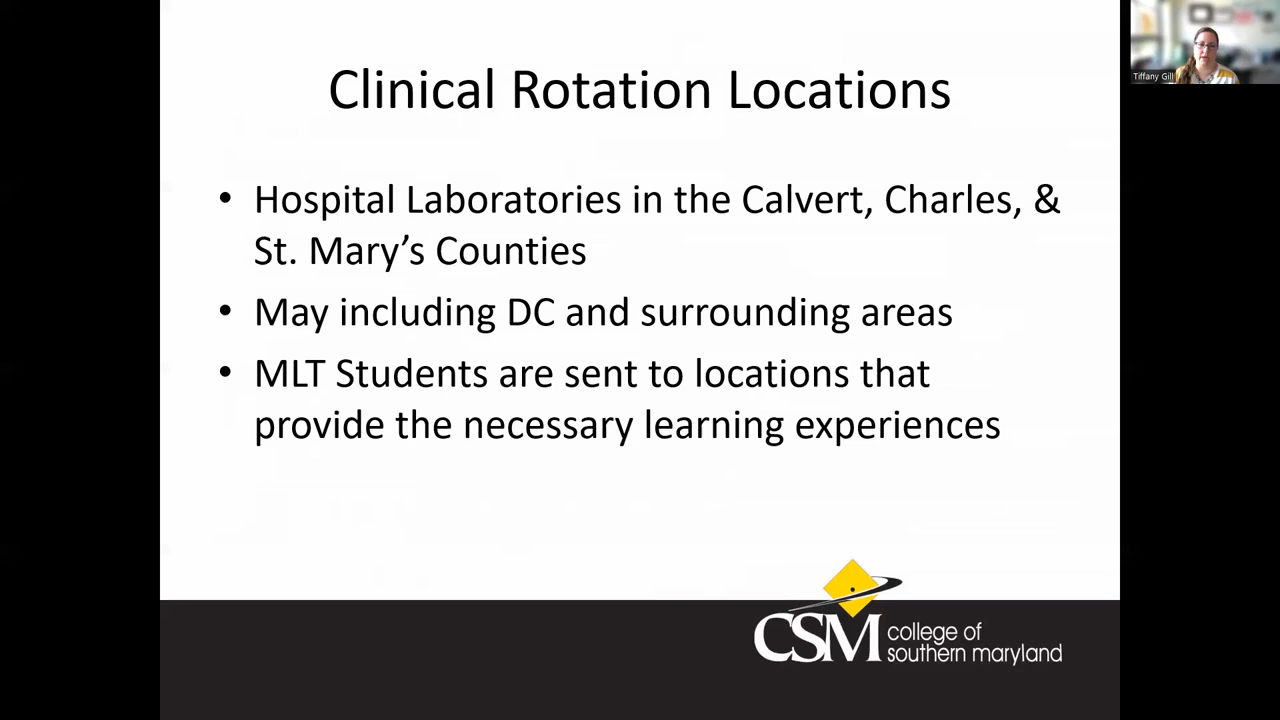 Clinical Rotation Locations
• Hospital Laboratories in the Calvert, Charles, &
St. Mary’s Counties
• May including DC and surrounding areas
• MLT Students are sent to locations that
provide the necessary learning experiences
CSM college of
southern maryland
Tiffany Gill